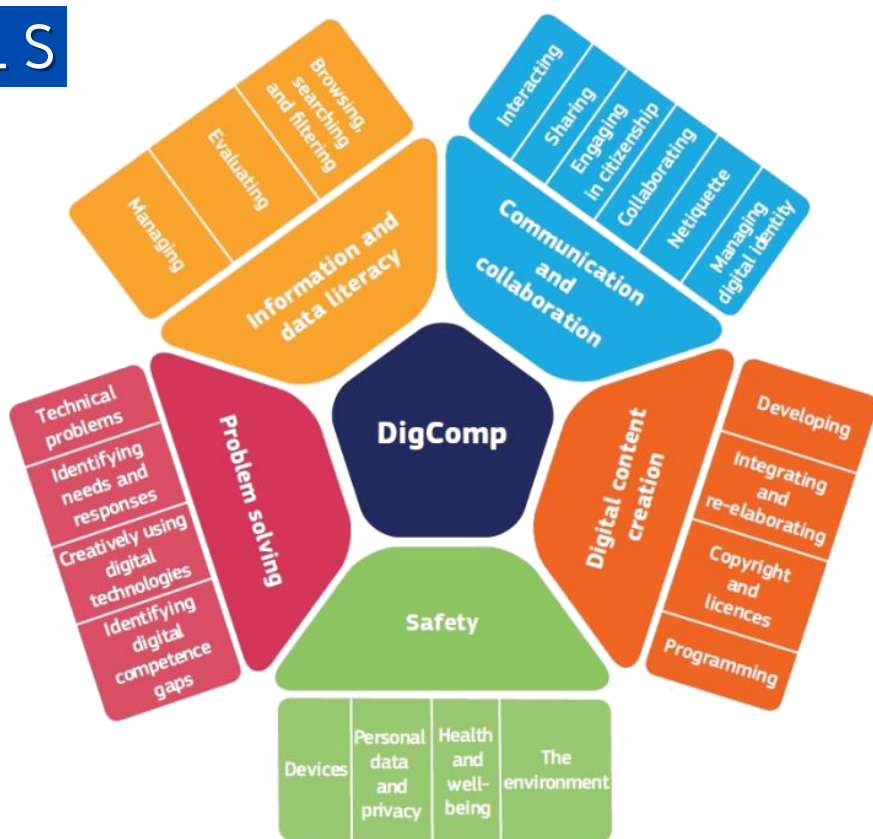 L S
Browsing,
searching
and filtering
Evaluating
Managing
Information and
data literacy
Interacting
Sharing
Engaging
in citizenship
Collaborating
Netiquette
Managing
digital identity
Communication
and
collaboration
DigComp
Technical
problems
Identifying
needs and
responses
Creatively using
digital
technologies
Identifying
digital
competence
gaps
Problem solving
Digital content
creation
Developing
Integrating
and
re-elaborating
Copyright
and
licences
Programming
Safety
Devices
Personal
data
and
privacy
Health
and
well-
being
The
environment